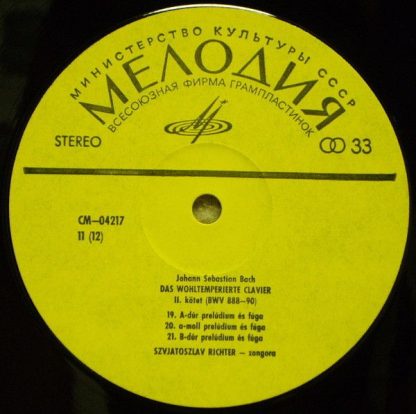 МИНИСТЕРСТВО КУЛЬТУРЫ СССР
МЕЛОДИЯ
ВСЕСОЮЗНАЯ ФИРМА ГРАМПЛАСТИНОК
STEREO
33
СМ—04217
11 (12)
Johann Sebastian Bach
DAS WOHLTEMPERIERTE CLAVIER
II. kötet (BWV 888—90)
19. A-dúr prelúdium és fúga
20. a-moll prelúdium és fúga
21. B-dúr prelúdium és fúga
SZVJATOSZLAV RICHTER — zongora